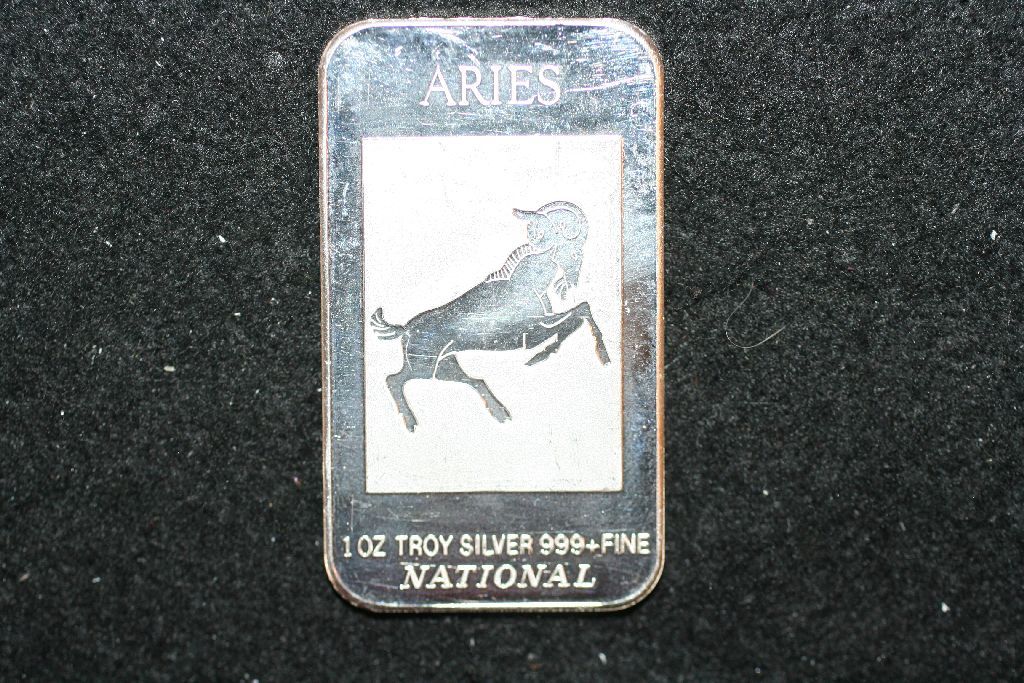 ARIES
1 OZ TROY SILVER 999+FINE
NATIONAL